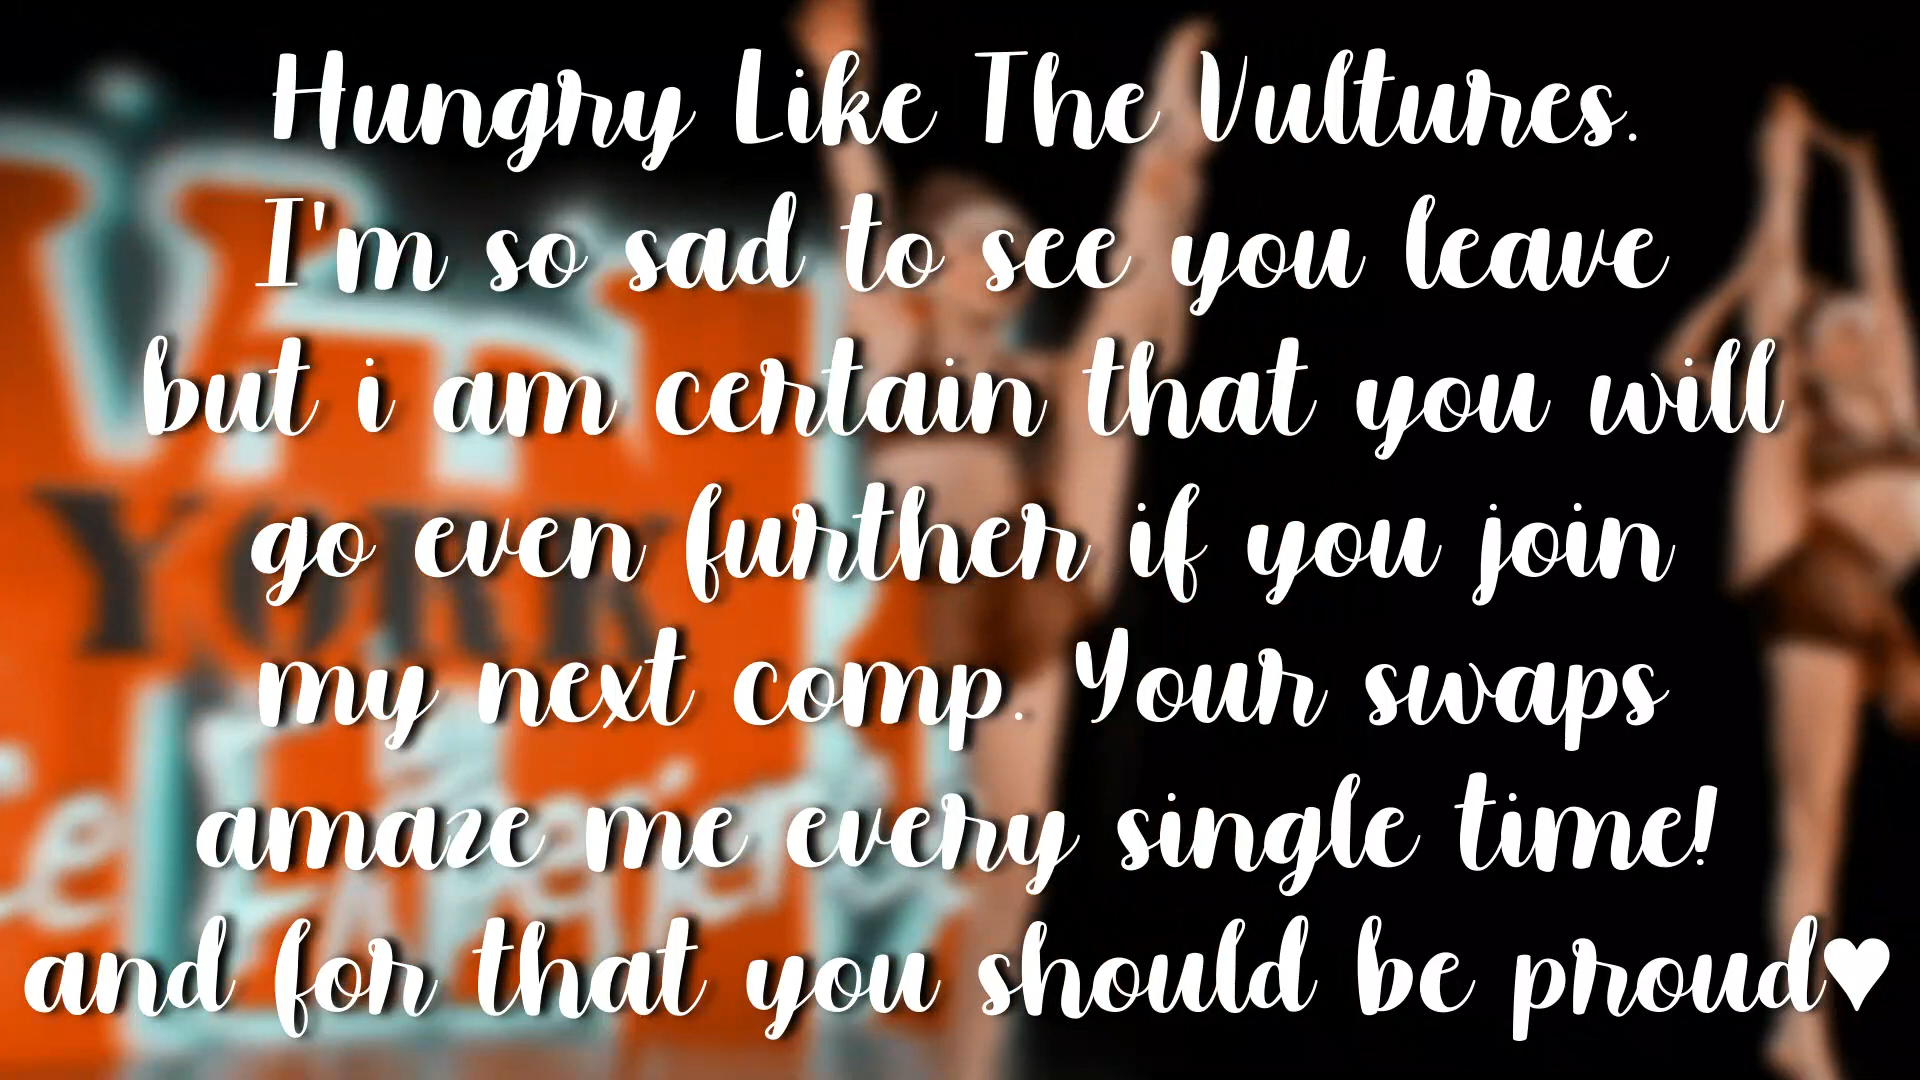 Hungry Like The Vultures.
I'm so sad to see you leave
but i am certain that you will
go even further if you join
my next comp. Your swaps
amaze me every single time!
and for that you should be proud♥
YORK